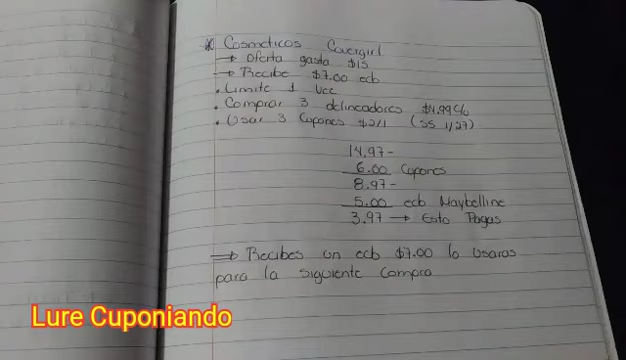 * Cosmeticos Covergirl
→ Oferta gasta $15
→ Recibe $7.00 ecb
• Limite 1 Vez
• Comprar 3 delineadores $4.99 c/u
• Usar 3 Cupones $2/1 (SS 1/27)
14.97-
6.00 Cupones
8.97-
5.00 ecb Maybelline
3.97 → Esto Pagas
→ Recibes un ecb $7.00 lo Usaras
para la siguiente compra
Lure Cuponiando